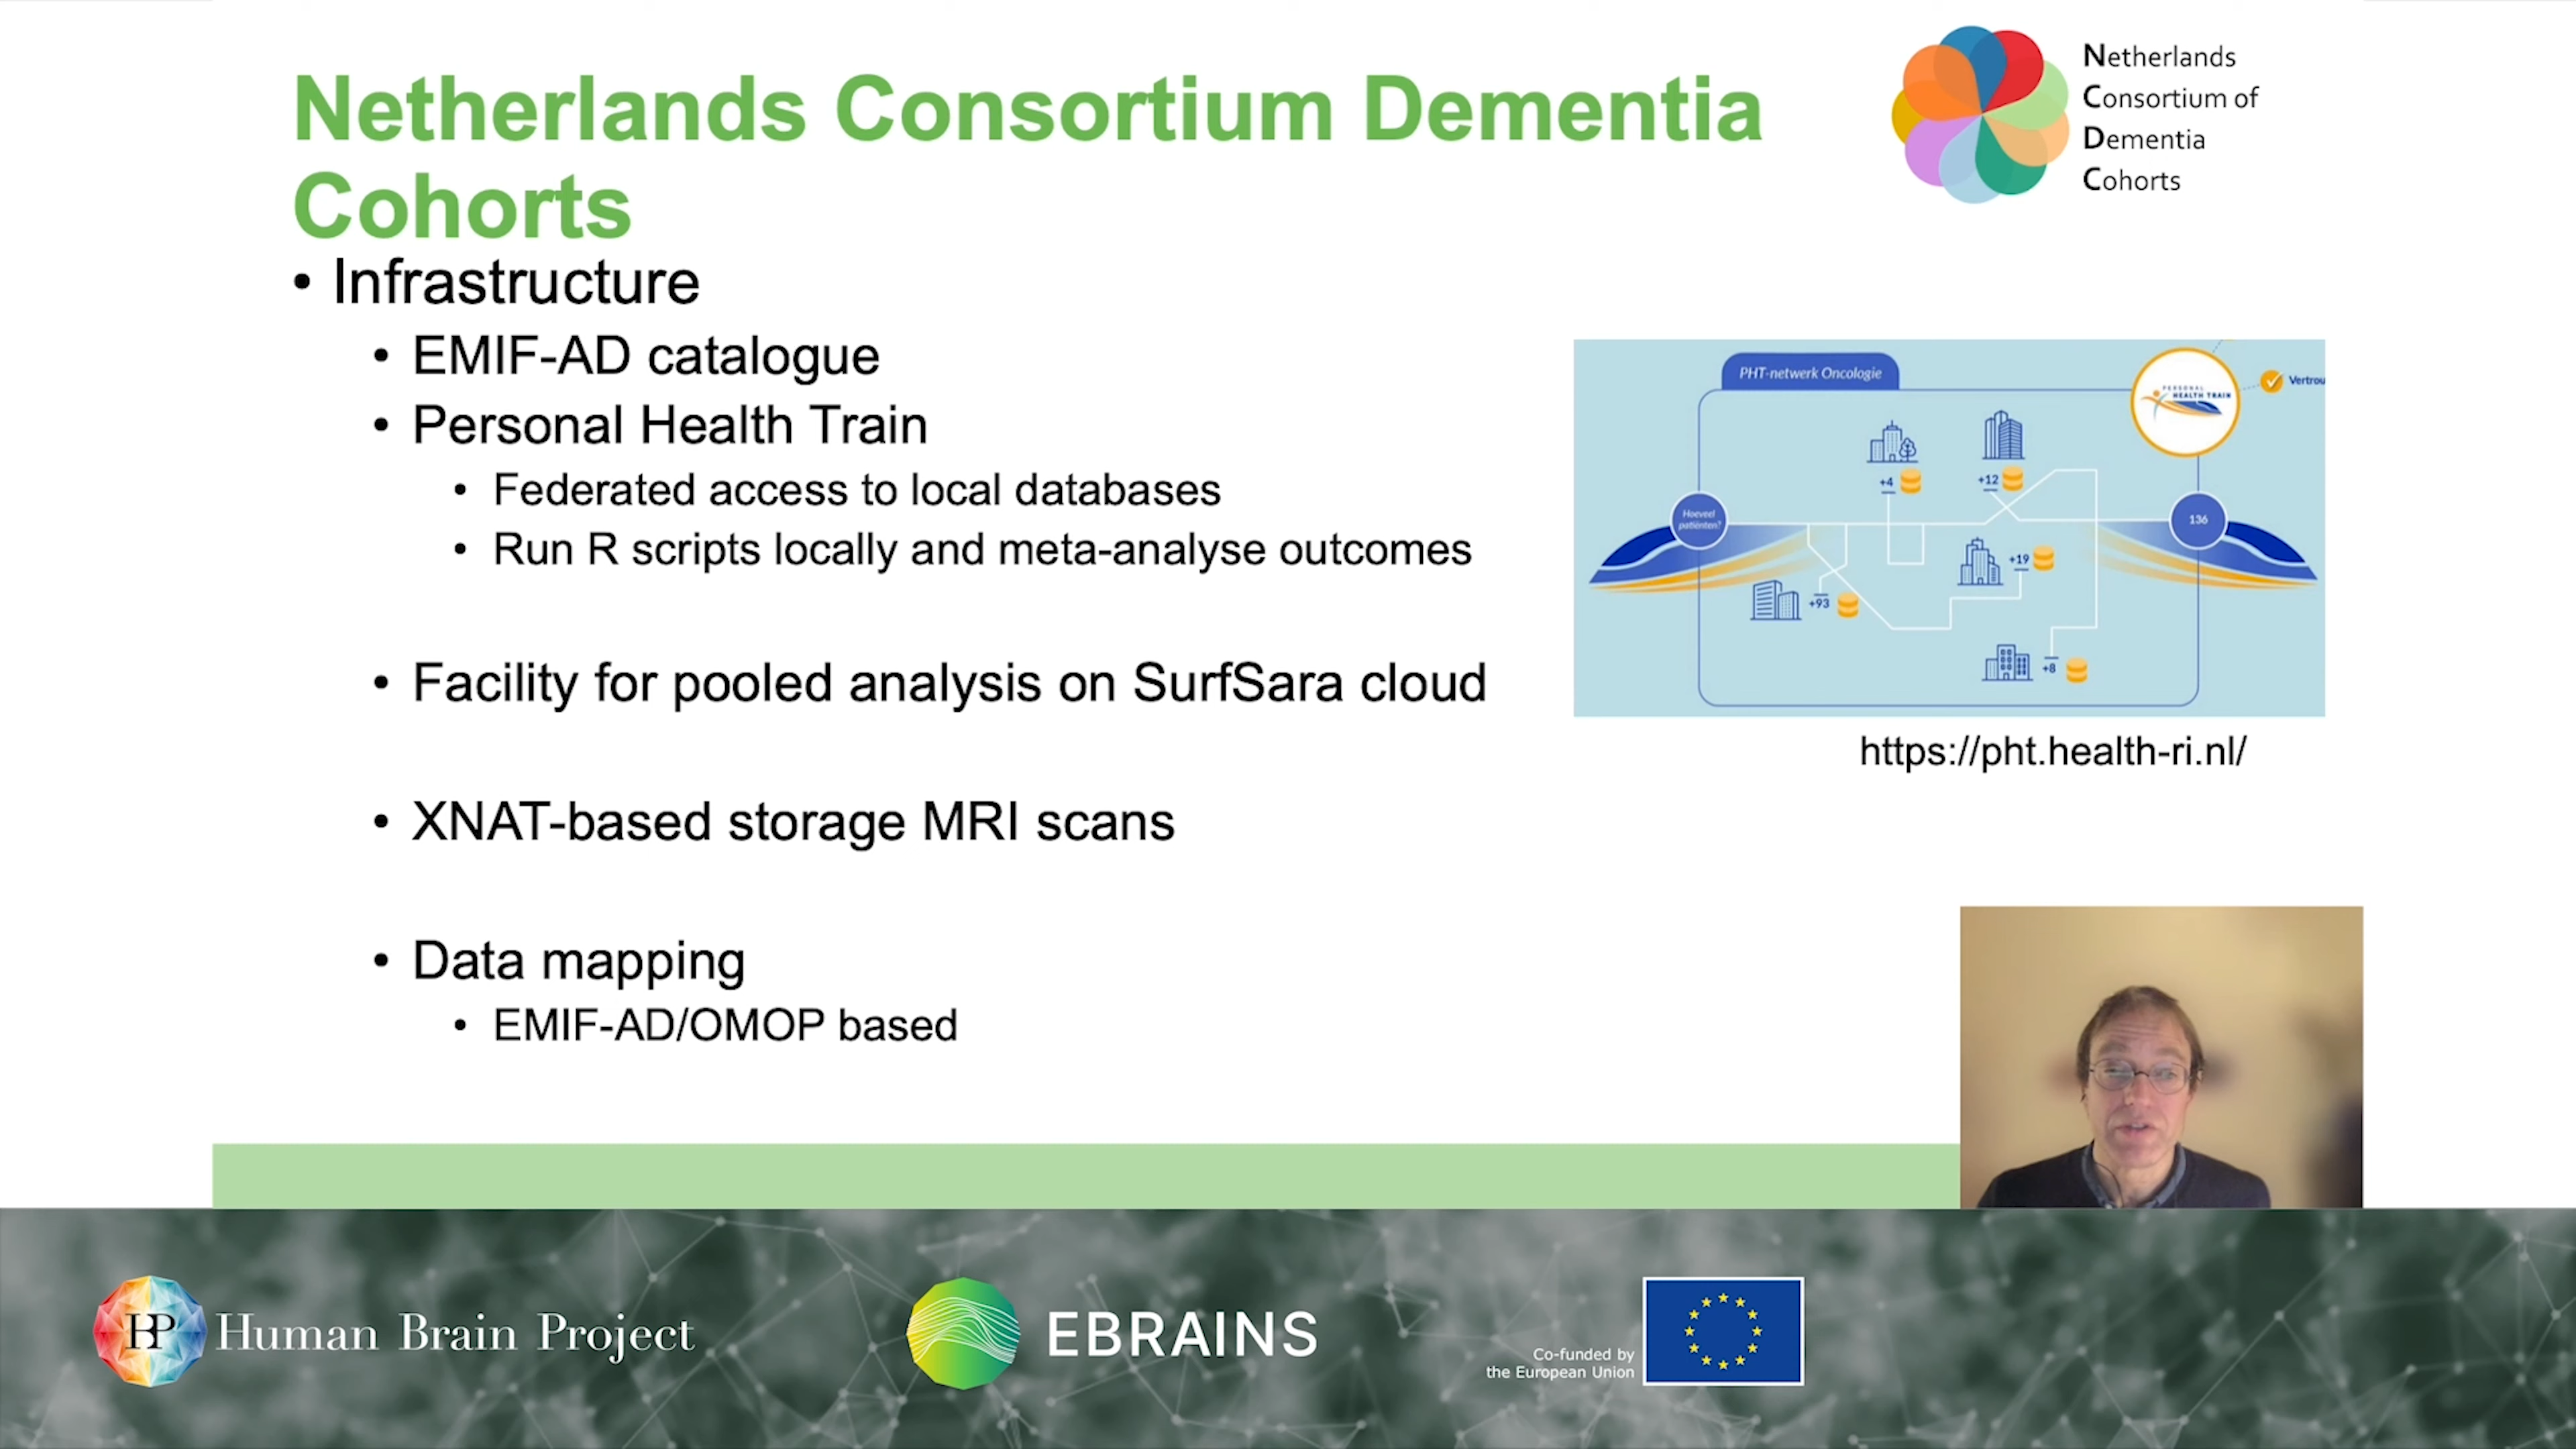 Netherlands Consortium Dementia
Cohorts
Netherlands
Consortium of
Dementia
Cohorts
• Infrastructure
• EMIF-AD catalogue
• Personal Health Train
• Federated access to local databases
• Run R scripts locally and meta-analyse outcomes
• Facility for pooled analysis on SurfSara cloud
• XNAT-based storage MRI scans
• Data mapping
• EMIF-AD/OMOP based
PHT-netwerk Oncologie
PERSONAL
HEALTH TRAIN
Vertrou
+4
+12
Hoeveel
patiënten?
136
+19
+93
+8
https://pht.health-ri.nl/
HBP Human Brain Project
EBRAINS
Co-funded by
the European Union